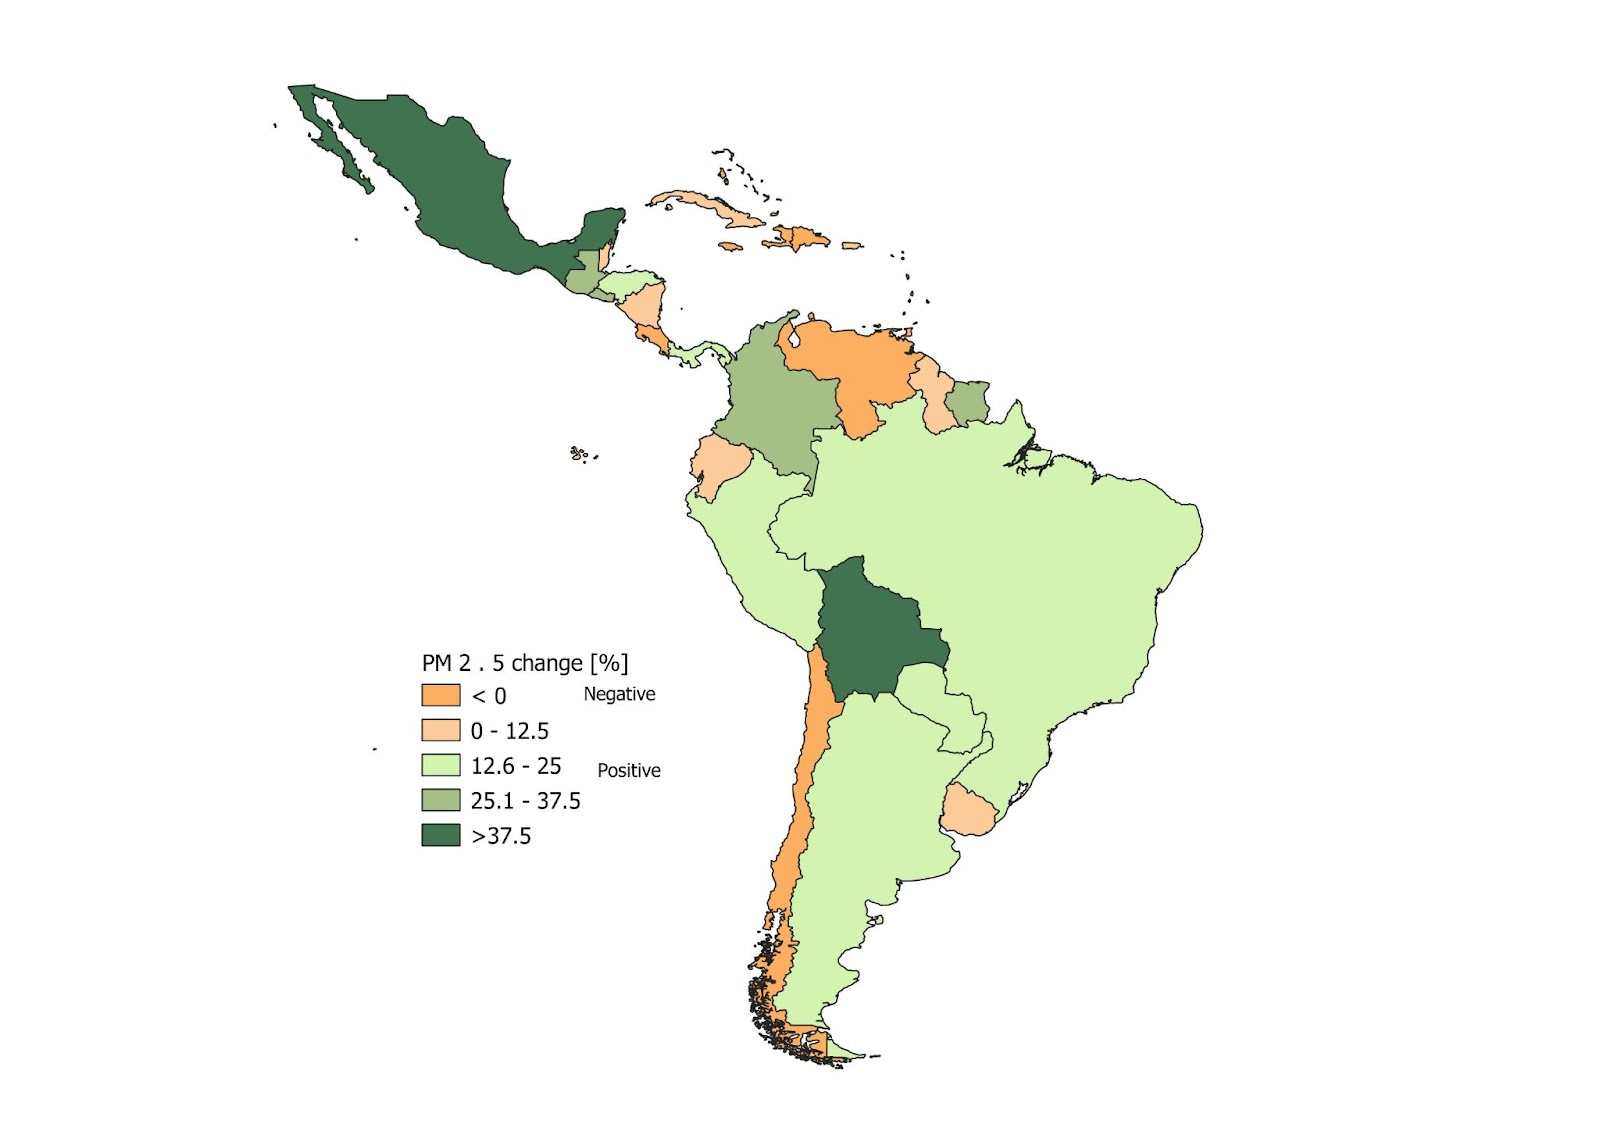 PM 2 . 5 change [%]
< 0 Negative
0 - 12.5
12.6 - 25 Positive
25.1 - 37.5
>37.5